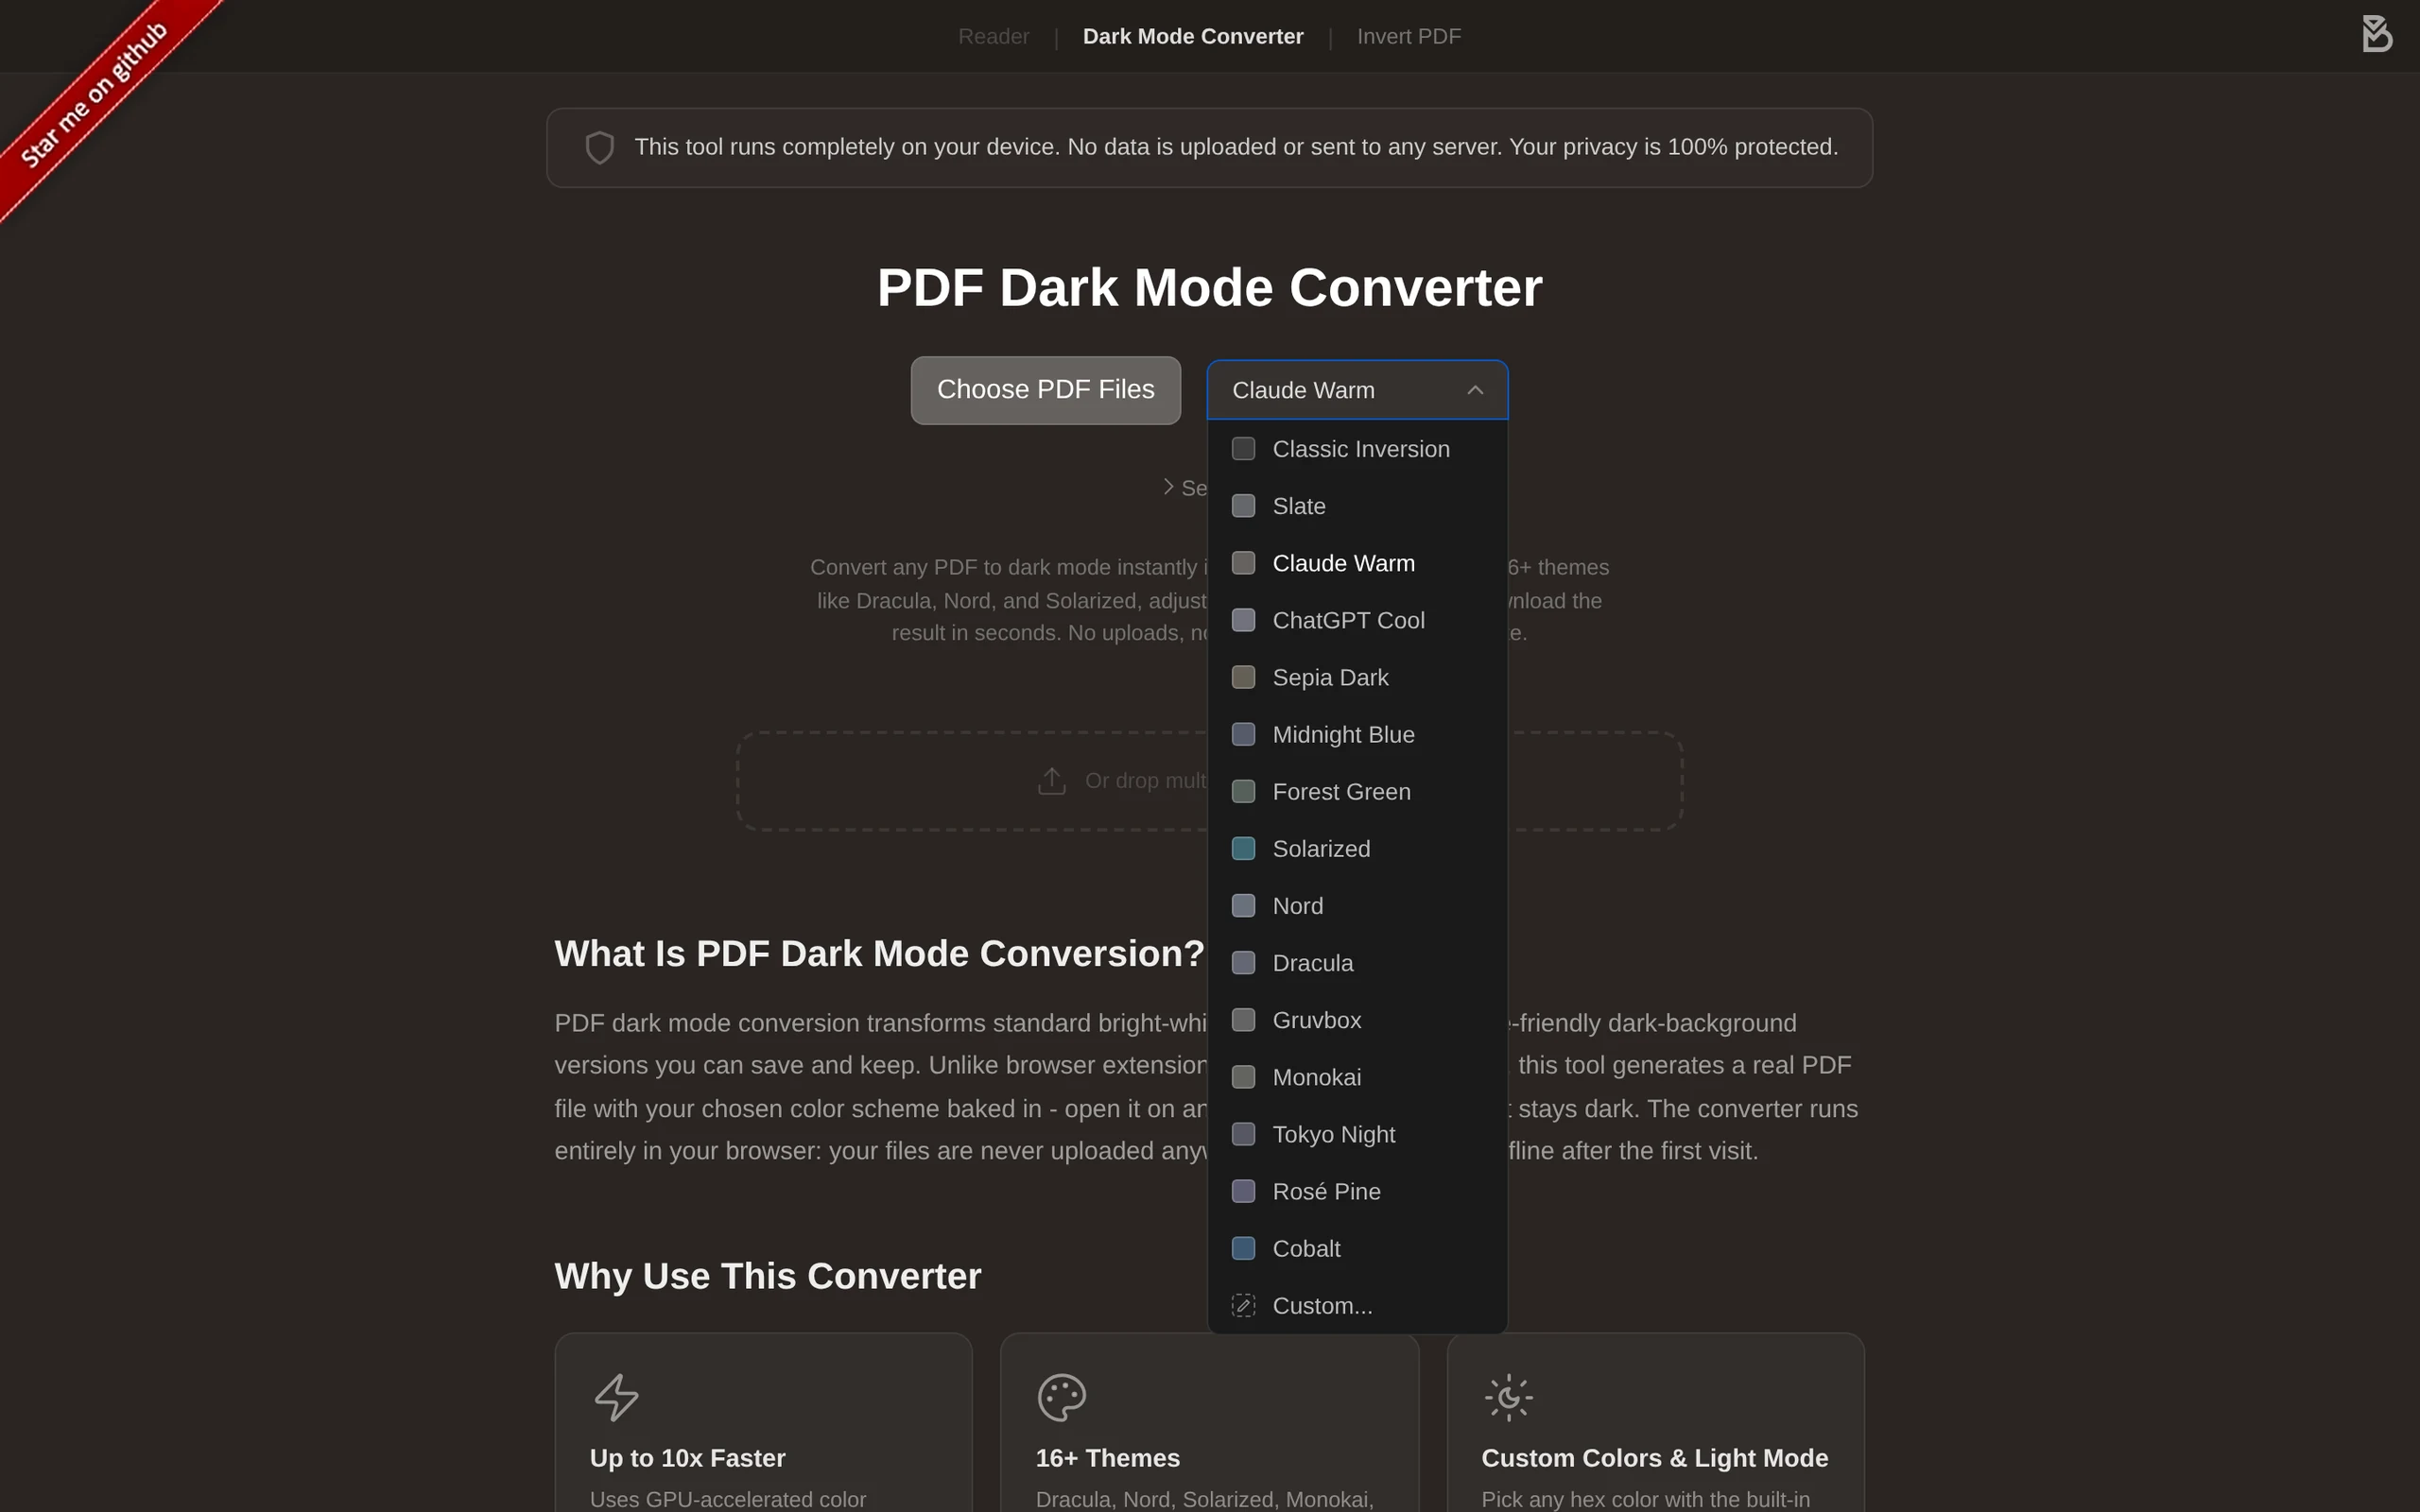 Star me on github
Reader | Dark Mode Converter | Invert PDF
This tool runs completely on your device. No data is uploaded or sent to any server. Your privacy is 100% protected.
PDF Dark Mode Converter
Choose PDF Files
Claude Warm
Classic Inversion
Slate
Claude Warm
ChatGPT Cool
Sepia Dark
Midnight Blue
Forest Green
Solarized
Nord
Dracula
Gruvbox
Monokai
Tokyo Night
Rosé Pine
Cobalt
Custom...
Se
Convert any PDF to dark mode instantly 6+ themes
like Dracula, Nord, and Solarized, adjust the
result in seconds. No uploads,
Or drop
What Is PDF Dark Mode Conversion?
PDF dark mode conversion transforms standard -friendly dark-background
versions you can save and keep. Unlike browser this tool generates a real PDF
file with your chosen color scheme baked in - open it on stays dark. The converter runs
entirely in your browser: your files are never uploaded after the first visit.
Why Use This Converter
Up to 10x Faster
Uses GPU-accelerated color
16+ Themes
Dracula, Nord, Solarized, Monokai,
Custom Colors & Light Mode
Pick any hex color with the built-in